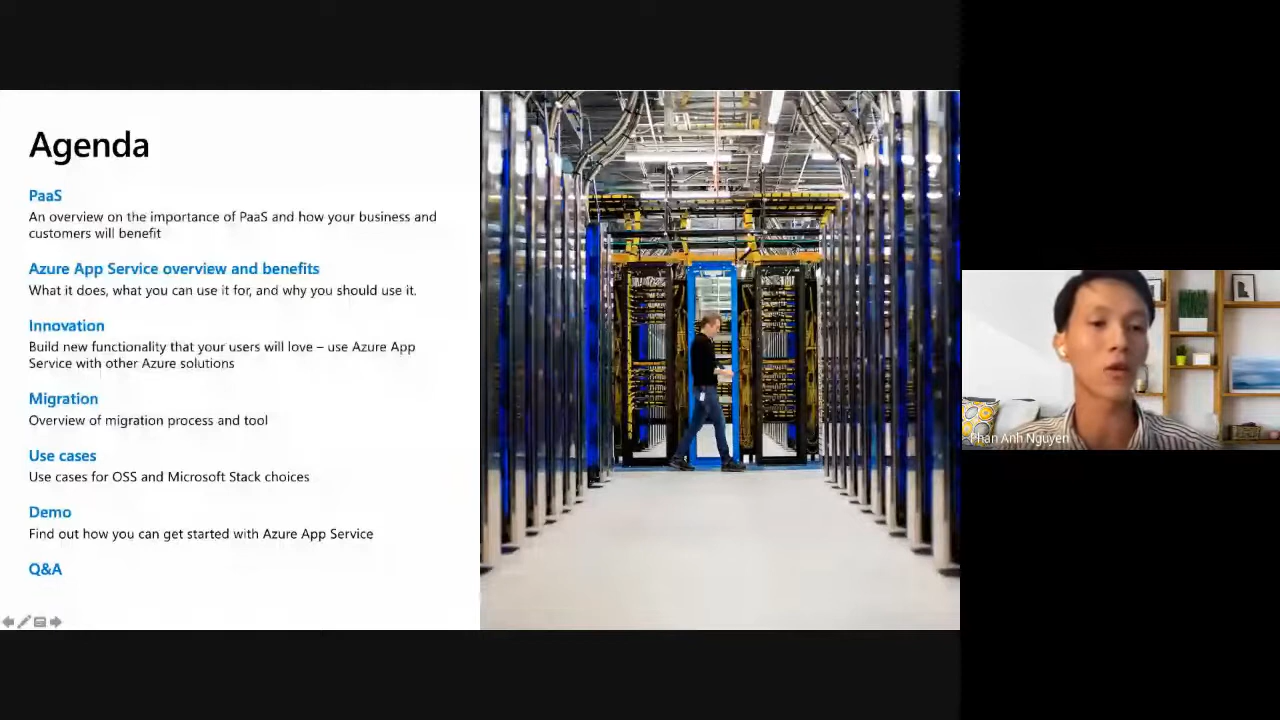 Agenda
PaaS
An overview on the importance of PaaS and how your business and
customers will benefit
Azure App Service overview and benefits
What it does, what you can use it for, and why you should use it.
Innovation
Build new functionality that your users will love – use Azure App
Service with other Azure solutions
Migration
Overview of migration process and tool
Use cases
Use cases for OSS and Microsoft Stack choices
Demo
Find out how you can get started with Azure App Service
Q&A
Phan Anh Nguyen